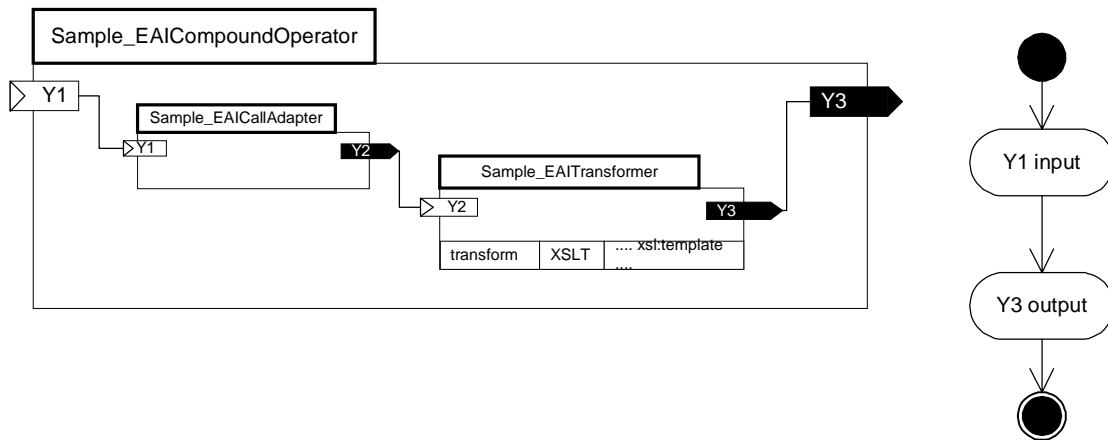 Sample_EAICompoundOperator
Y1
Y3
Sample_EAICallAdapter
Y1
Y2
Sample_EAITransformer
Y2
Y3
transform
XSLT
.... xsl:template
....
Y1 input
Y3 output